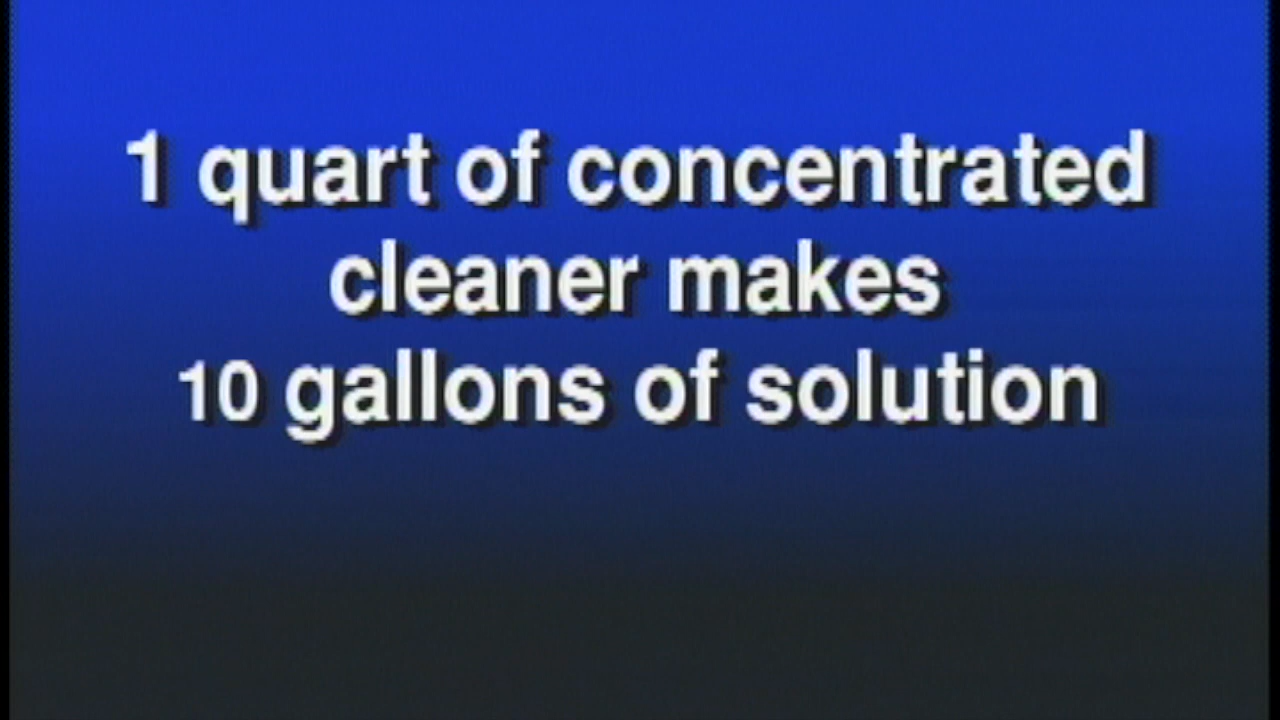 1 quart of concentrated
cleaner makes
10 gallons of solution